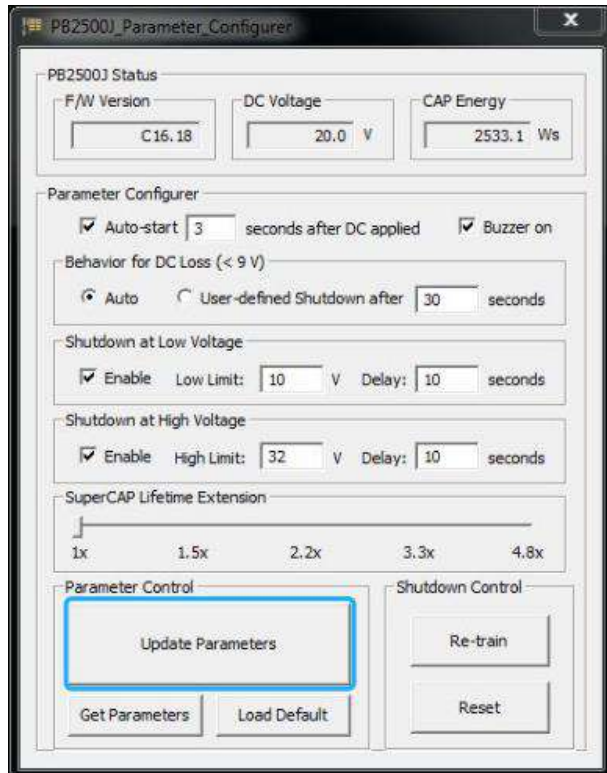 PB2500J_Parameter_Configurer
x
PB2500J Status
F/W Version DC Voltage CAP Energy
C16.18 20.0 V 2533.1 Ws
Parameter Configurer
Auto-start 3 seconds after DC applied Buzzer on
Behavior for DC Loss (< 9 V)
Auto User-defined Shutdown after 30 seconds
Shutdown at Low Voltage
Enable Low Limit: 10 V Delay: 10 seconds
Shutdown at High Voltage
Enable High Limit: 32 V Delay: 10 seconds
SuperCAP Lifetime Extension
1x 1.5x 2.2x 3.3x 4.8x
Parameter Control Shutdown Control
Update Parameters Re-train
Get Parameters Load Default Reset